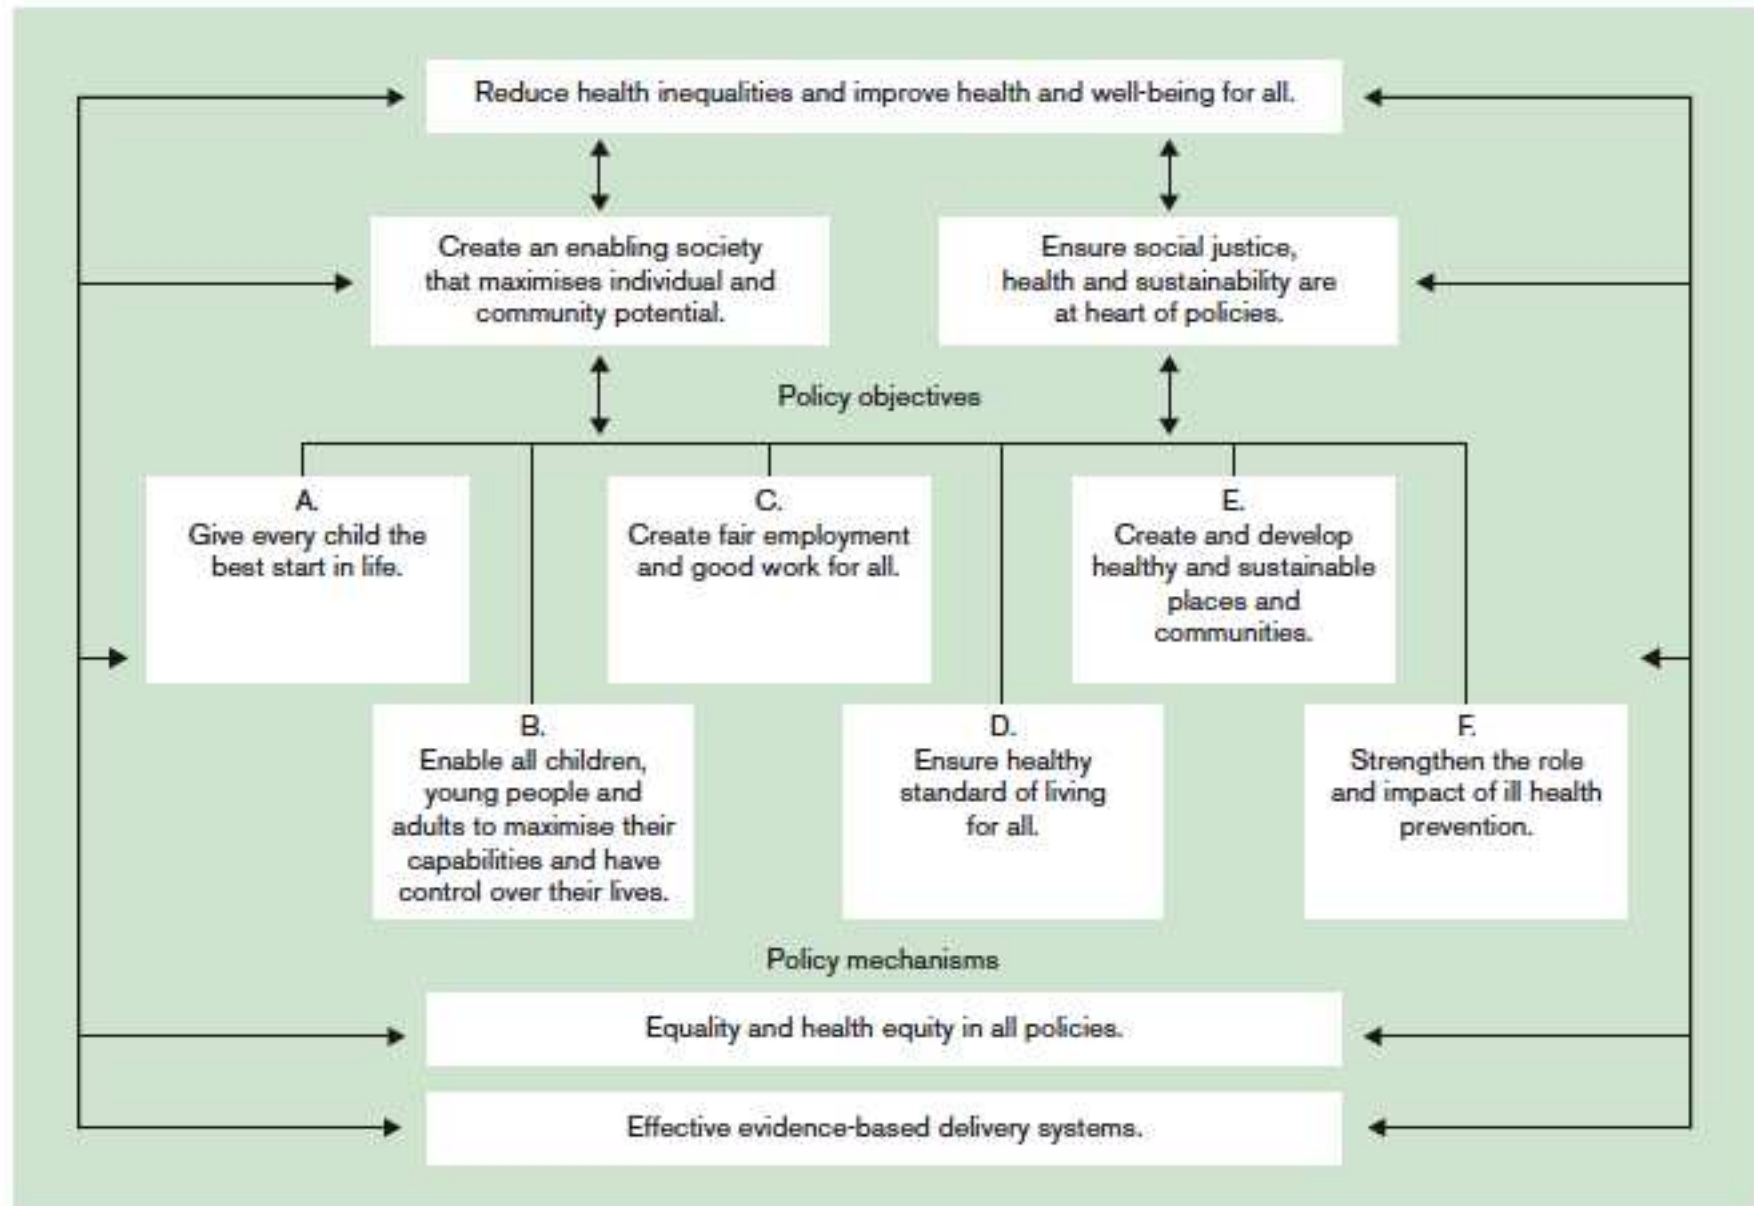 Reduce health inequalities and improve health and well-being for all.
Create an enabling society
that maximises individual and
community potential.
Ensure social justice,
health and sustainability are
at heart of policies.
Policy objectives
A.
Give every child the
best start in life.
C.
Create fair employment
and good work for all.
E.
Create and develop
healthy and sustainable
places and
communities.
B.
Enable all children,
young people and
adults to maximise their
capabilities and have
control over their lives.
D.
Ensure healthy
standard of living
for all.
F.
Strengthen the role
and impact of ill health
prevention.
Policy mechanisms
Equality and health equity in all policies.
Effective evidence-based delivery systems.